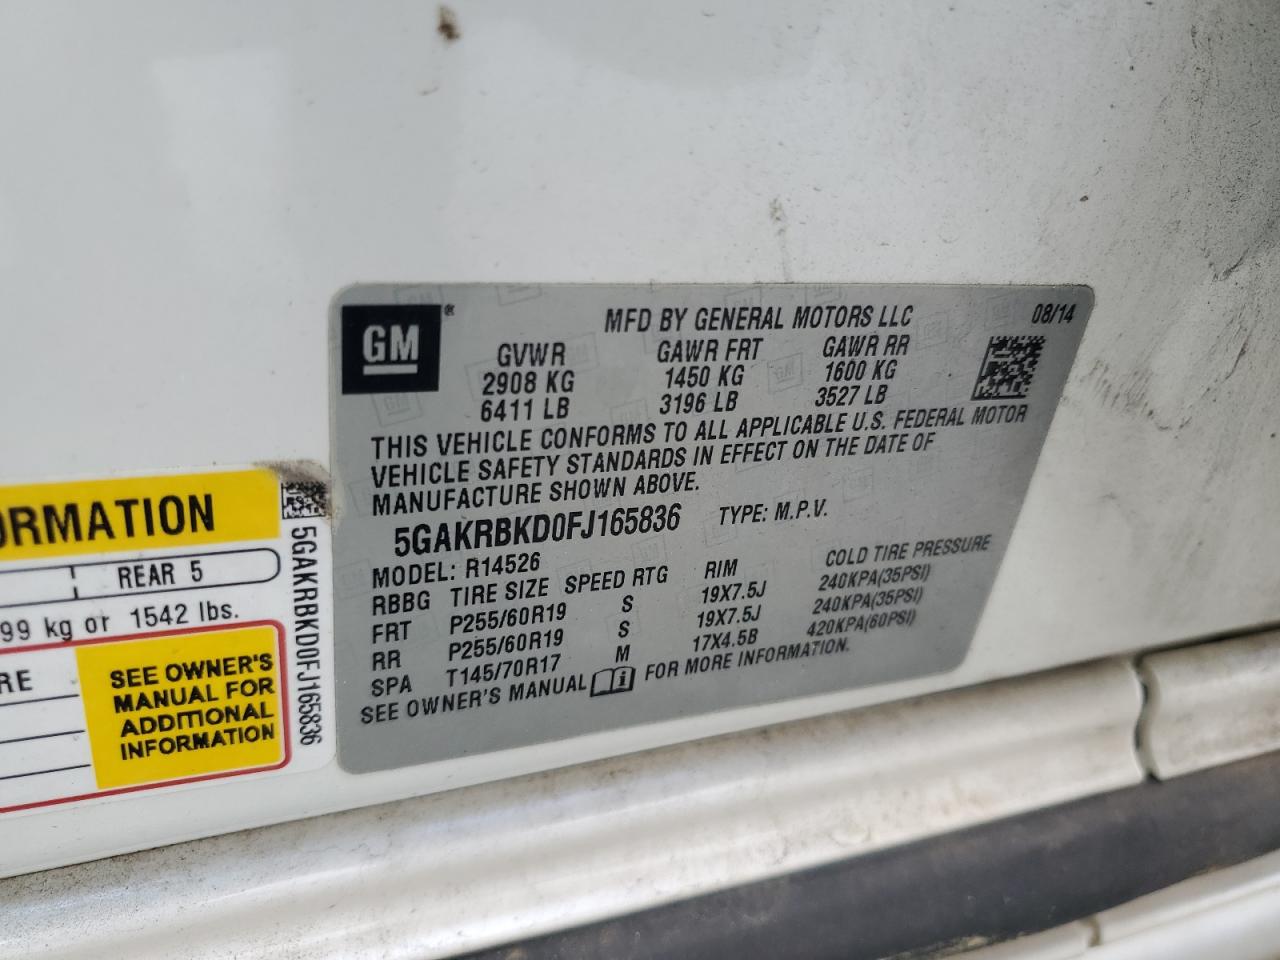 GM®
MFD BY GENERAL MOTORS LLC 08/14
GVWR GAWR FRT GAWR RR
2908 KG 1450 KG 1600 KG
6411 LB 3196 LB 3527 LB
THIS VEHICLE CONFORMS TO ALL APPLICABLE U.S. FEDERAL MOTOR
VEHICLE SAFETY STANDARDS IN EFFECT ON THE DATE OF
MANUFACTURE SHOWN ABOVE.
5GAKRBKD0FJ165836 TYPE: M.P.V.
MODEL: R14526
RBBG TIRE SIZE SPEED RTG RIM COLD TIRE PRESSURE
FRT P255/60R19 S 19X7.5J 240KPA(35PSI)
RR P255/60R19 S 19X7.5J 240KPA(35PSI)
SPA T145/70R17 M 17X4.5B 420KPA(60PSI)
SEE OWNER'S MANUAL FOR MORE INFORMATION.
ORMATION
REAR 5
99 kg or 1542 lbs.
RE
SEE OWNER'S
MANUAL FOR
ADDITIONAL
INFORMATION
5GAKRBKD0FJ165836